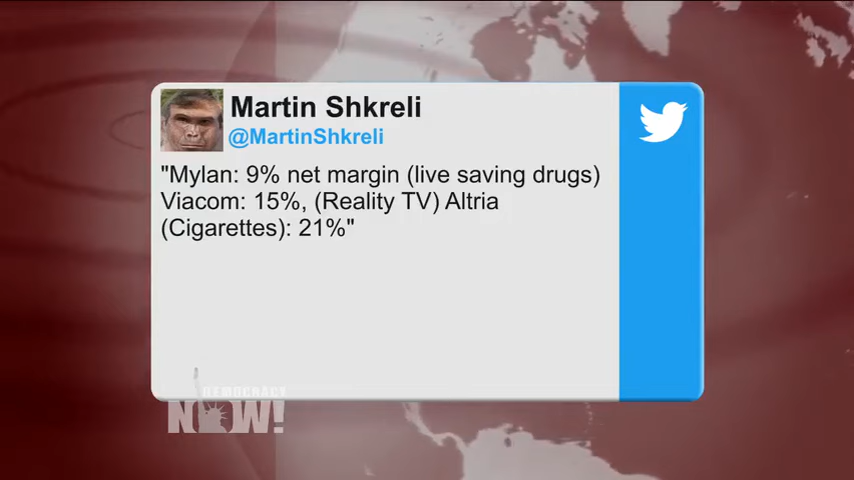 Martin Shkreli
@MartinShkreli
"Mylan: 9% net margin (live saving drugs)
Viacom: 15%, (Reality TV) Altria
(Cigarettes): 21%"
DEMOCRACY
NOW!